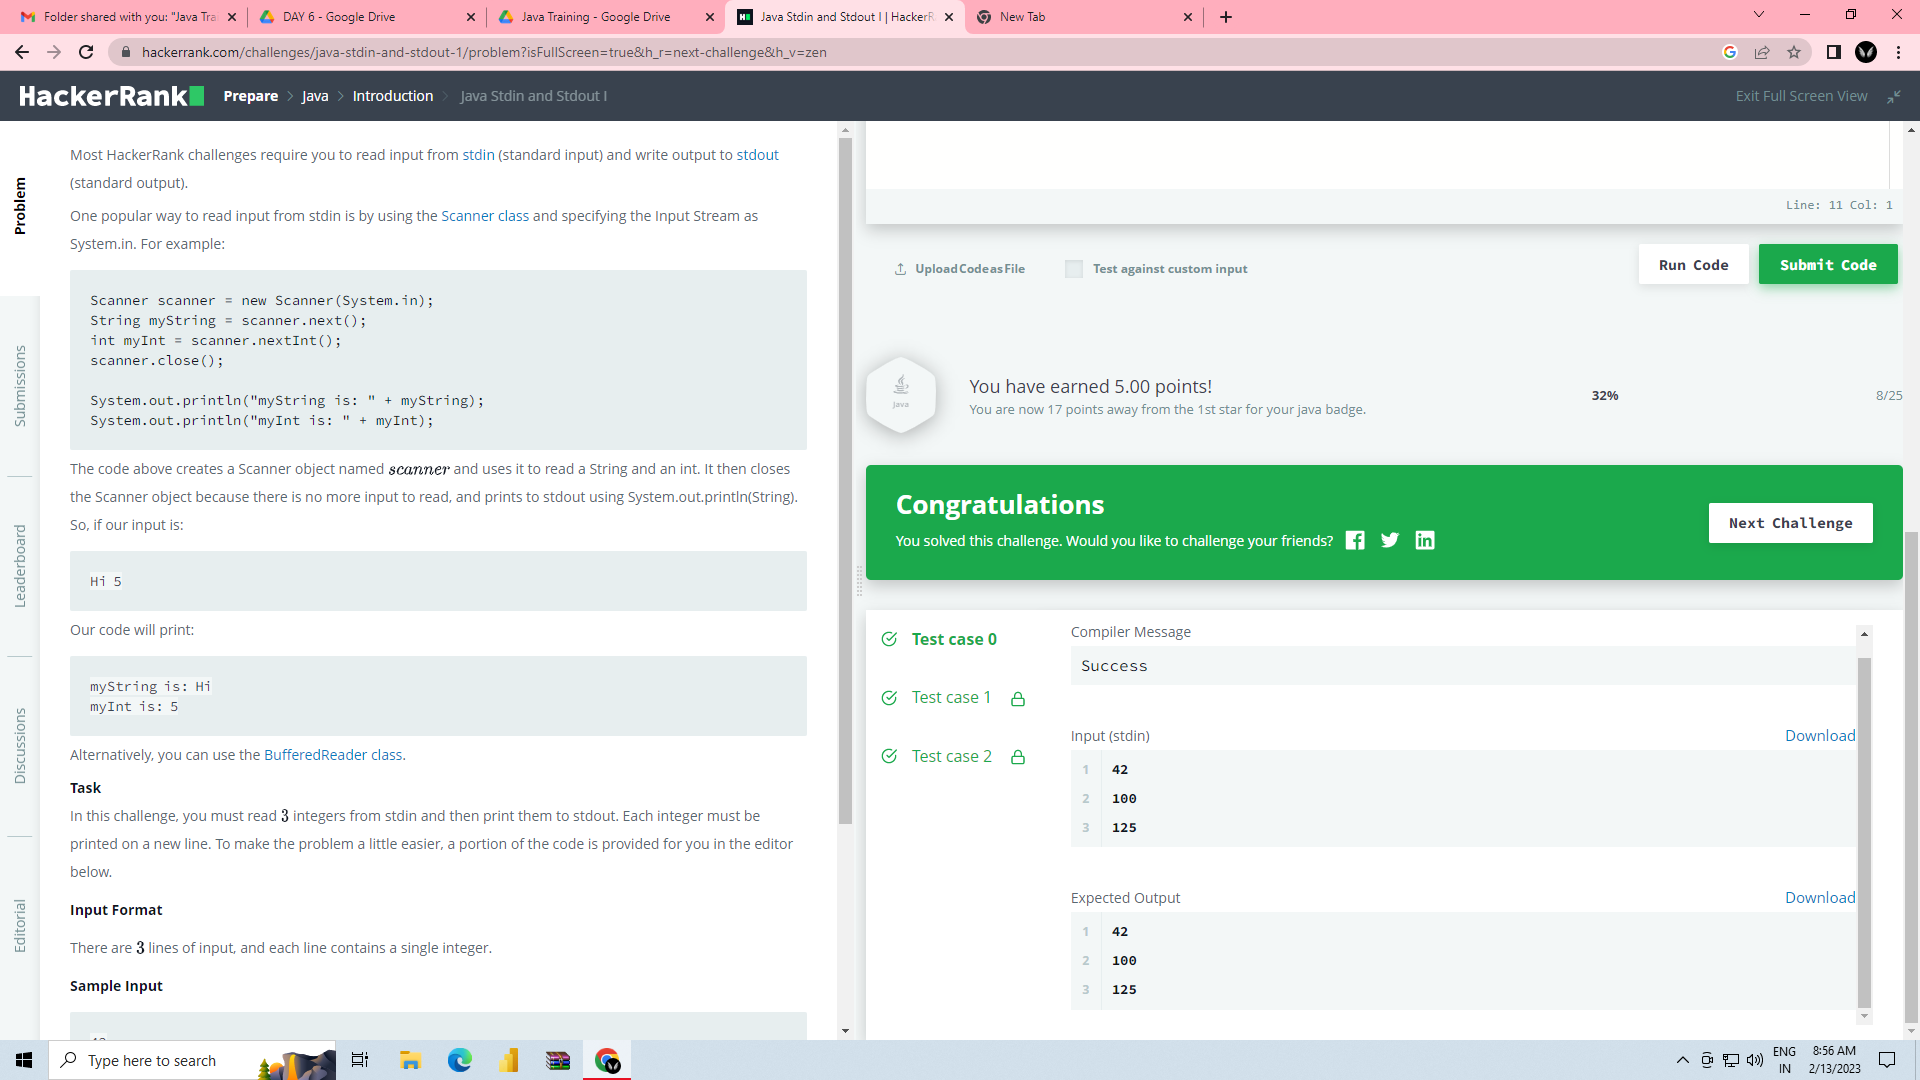 Folder shared with you: "Java Trai
DAY 6 - Google Drive
Java Training - Google Drive
Java Stdin and Stdout I | HackerR
New Tab
hackerrank.com/challenges/java-stdin-and-stdout-1/problem?isFullScreen=true&h_r=next-challenge&h_v=zen
HackerRank
Prepare > Java > Introduction > Java Stdin and Stdout I
Exit Full Screen View
Problem
Submissions
Leaderboard
Discussions
Editorial
Most HackerRank challenges require you to read input from stdin (standard input) and write output to stdout
(standard output).
One popular way to read input from stdin is by using the Scanner class and specifying the Input Stream as
System.in. For example:
Scanner scanner = new Scanner(System.in);
String myString = scanner.next();
int myInt = scanner.nextInt();
scanner.close();
System.out.println("myString is: " + myString);
System.out.println("myInt is: " + myInt);
The code above creates a Scanner object named scanner and uses it to read a String and an int. It then closes
the Scanner object because there is no more input to read, and prints to stdout using System.out.println(String).
So, if our input is:
Hi 5
Our code will print:
myString is: Hi
myInt is: 5
Alternatively, you can use the BufferedReader class.
Task
In this challenge, you must read 3 integers from stdin and then print them to stdout. Each integer must be
printed on a new line. To make the problem a little easier, a portion of the code is provided for you in the editor
below.
Input Format
There are 3 lines of input, and each line contains a single integer.
Sample Input
Line: 11 Col: 1
Upload Code as File
Test against custom input
Run Code
Submit Code
Java
You have earned 5.00 points!
You are now 17 points away from the 1st star for your java badge.
32%
8/25
Congratulations
You solved this challenge. Would you like to challenge your friends?
Next Challenge
Test case 0
Test case 1
Test case 2
Compiler Message
Success
Input (stdin)
Download
1 42
2 100
3 125
Expected Output
Download
1 42
2 100
3 125
Type here to search
ENG
IN
8:56 AM
2/13/2023